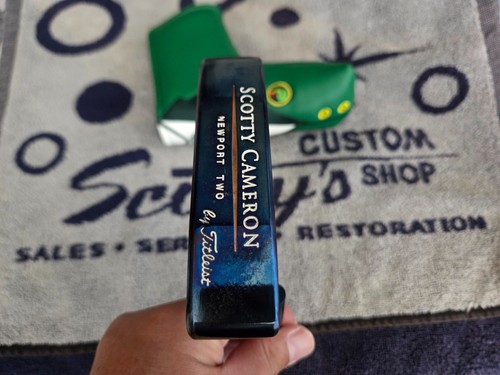 SCOTTY CAMERON
NEWPORT TWO
by Titleist
CUSTOM
Scotty's SHOP
SALES • SER RESTORATION